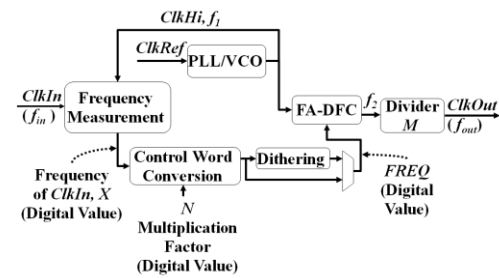 ClkHi, f1
ClkRef
PLL/VCO
ClkIn
(fin)
Frequency
Measurement
FA-DFC
f2
Divider
M
ClkOut
(fout)
Control Word
Conversion
Dithering
Frequency
of ClkIn, X
(Digital Value)
N
Multiplication
Factor
(Digital Value)
FREQ
(Digital
Value)